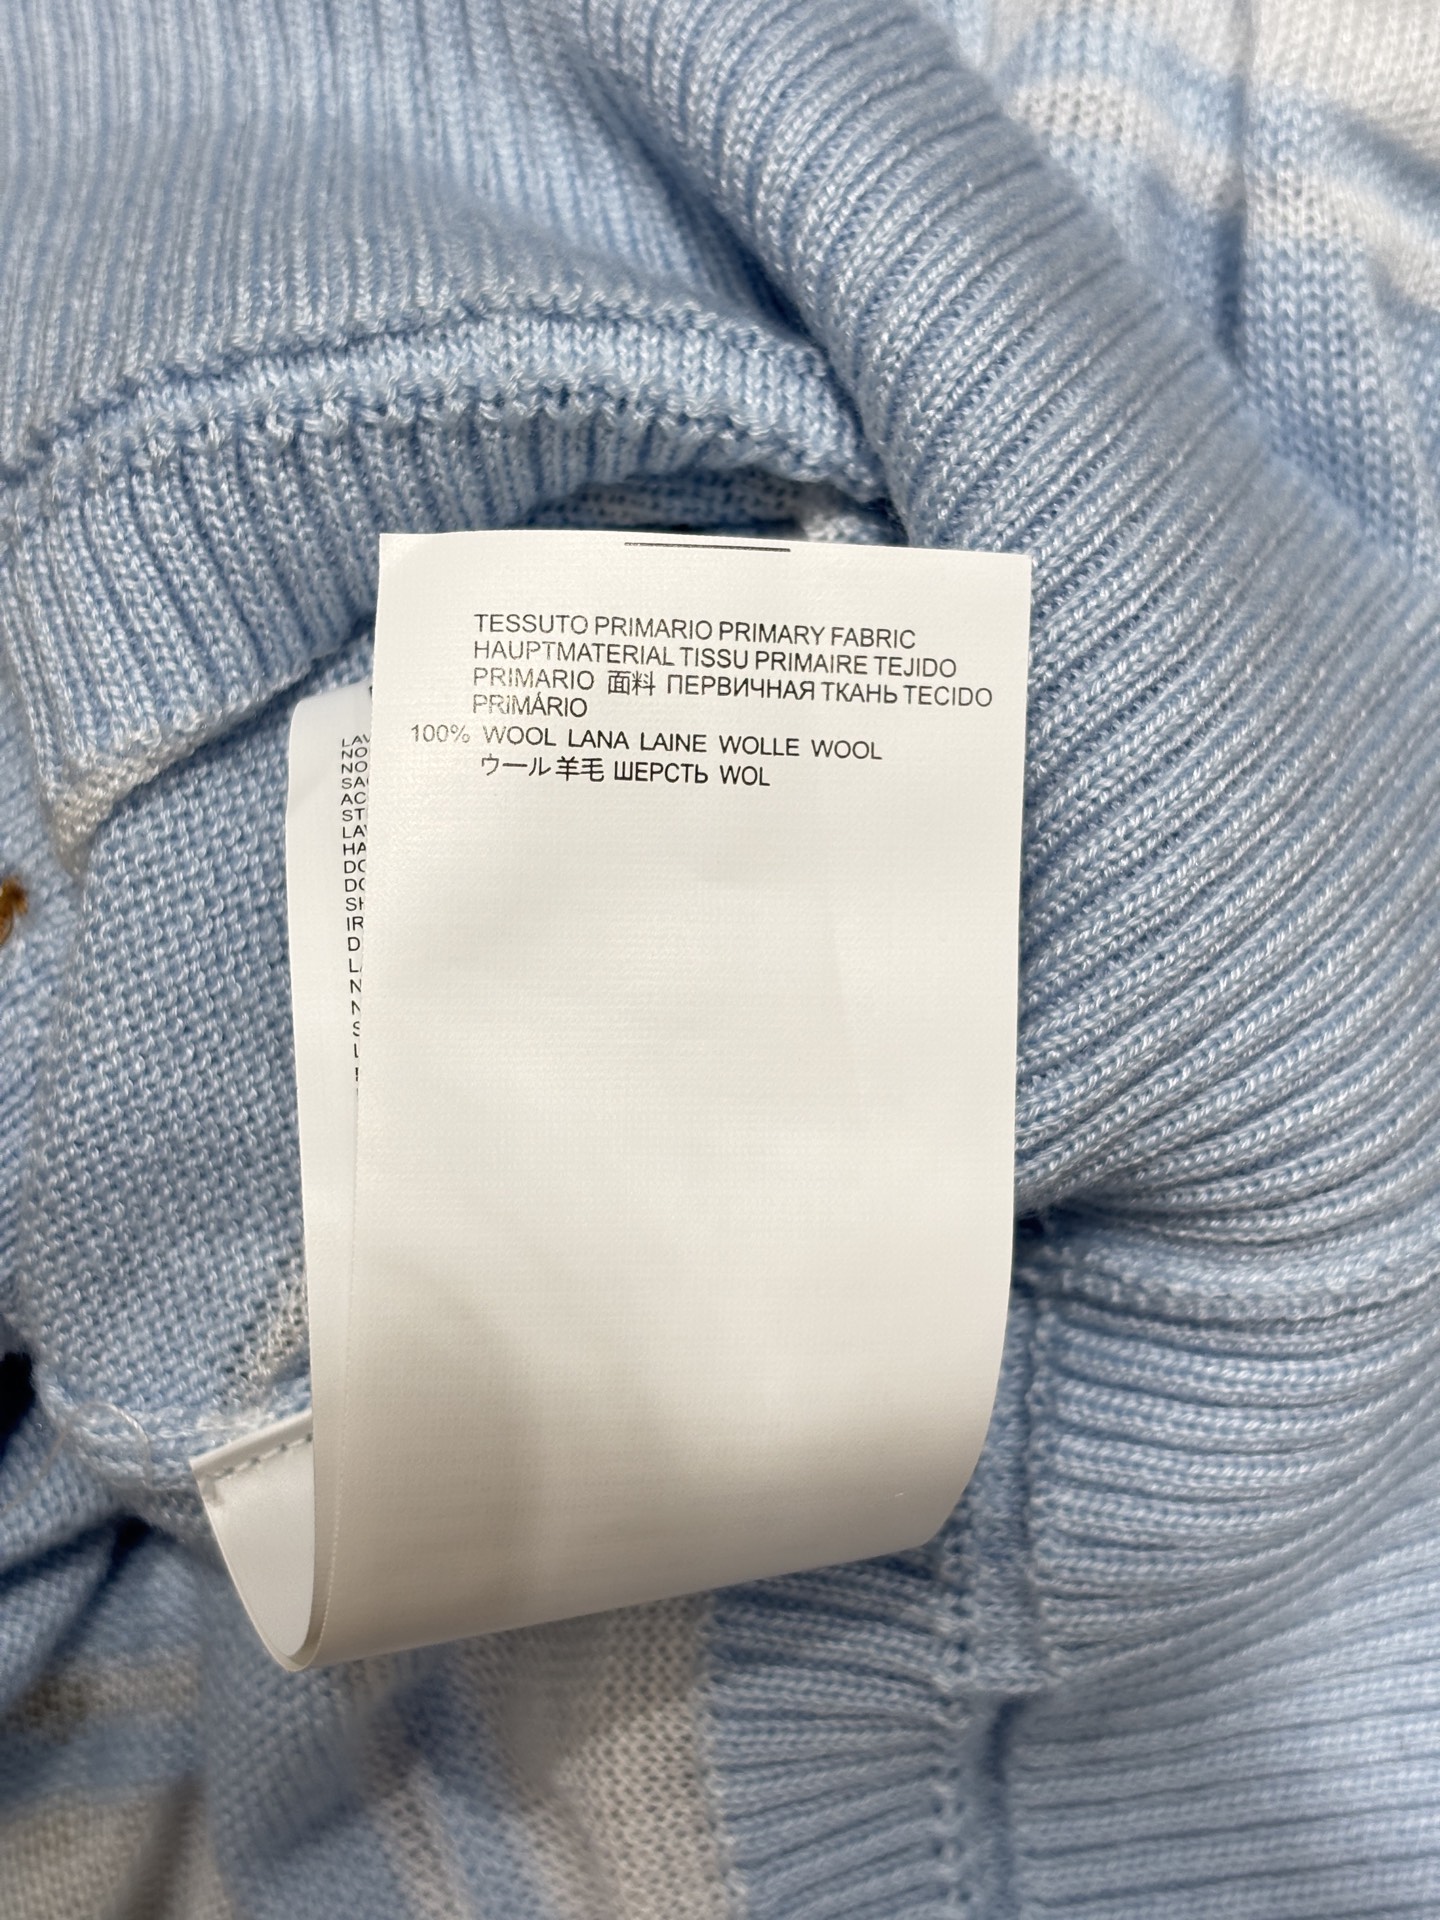 TESSUTO PRIMARIO PRIMARY FABRIC
HAUPTMATERIAL TISSU PRIMAIRE TEJIDO
PRIMARIO 面料 ПЕРВИЧНАЯ ТКАНЬ TECIDO
PRIMÁRIO
100% WOOL LANA LAINE WOLLE WOOL
ウール 羊毛 ШЕРСТЬ WOL